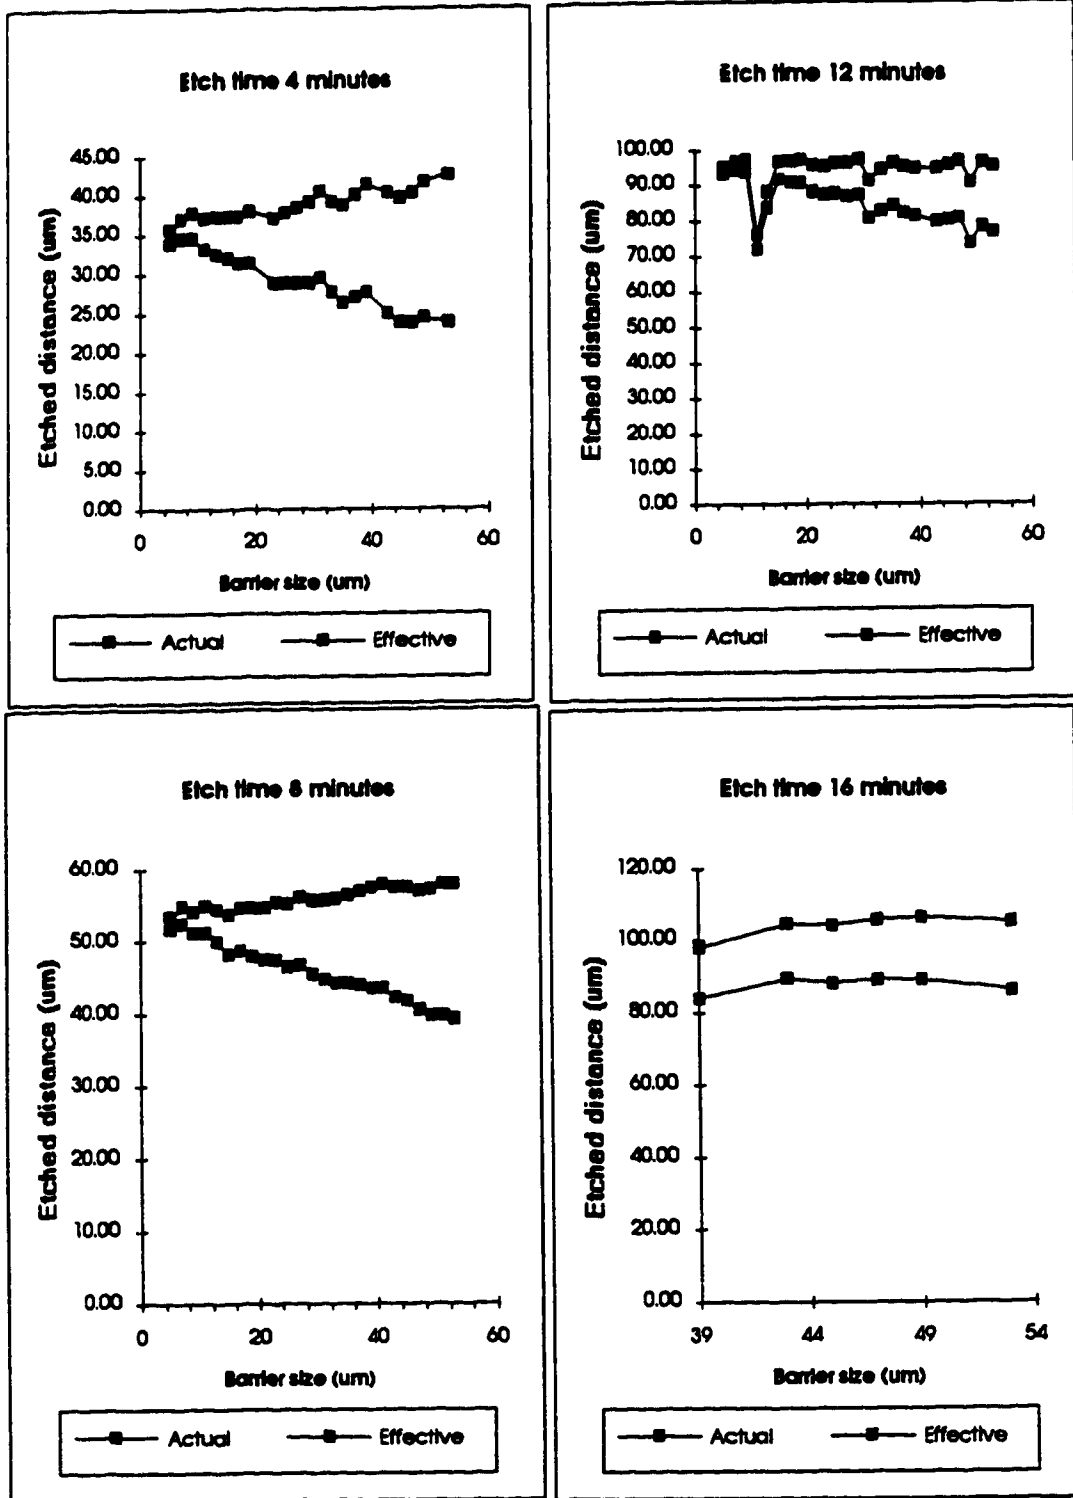 Etch time 4 minutes
Etched distance (um)
45.00
40.00
35.00
30.00
25.00
20.00
15.00
10.00
5.00
0.00
0 20 40 60
Barrier size (um)
Actual Effective
Etch time 12 minutes
Etched distance (um)
100.00
90.00
80.00
70.00
60.00
50.00
40.00
30.00
20.00
10.00
0.00
0 20 40 60
Barrier size (um)
Actual Effective
Etch time 8 minutes
Etched distance (um)
60.00
50.00
40.00
30.00
20.00
10.00
0.00
0 20 40 60
Barrier size (um)
Actual Effective
Etch time 16 minutes
Etched distance (um)
120.00
100.00
80.00
60.00
40.00
20.00
0.00
39 44 49 54
Barrier size (um)
Actual Effective